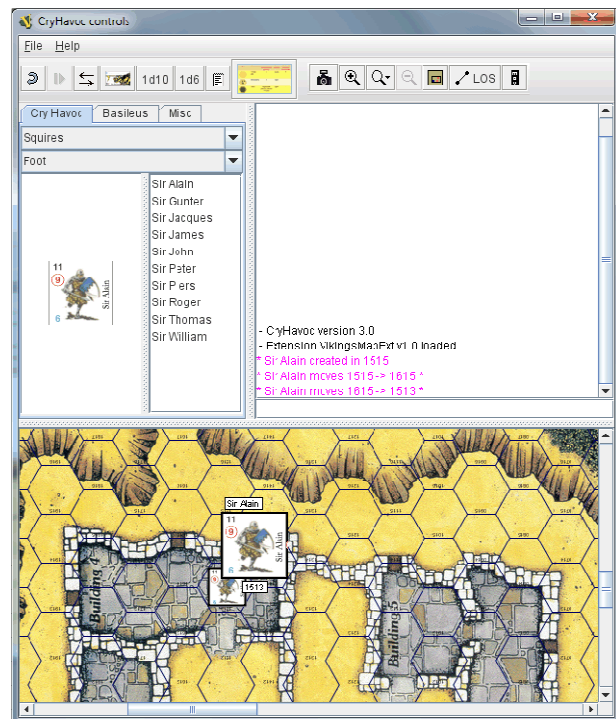 CryHavoc controls
File Help
1d10 1d6 LOS
Cry Havoc Basileus Misc
Squires
Foot
Sir Alain
Sir Gunter
Sir Jacques
Sir James
Sir John
Sir Peter
Sir Piers
Sir Roger
Sir Thomas
Sir William
11
9
6
Sir Alain
- CryHavoc version 3.0
- Extension VikingsMapExt v1.0 loaded
* Sir Alain created in 1515
* Sir Alain moves 1515 -> 1615 *
* Sir Alain moves 1615 -> 1513 *
Sir Alain
11
9
6
Sir Alain
1513
Building 4
Building 5